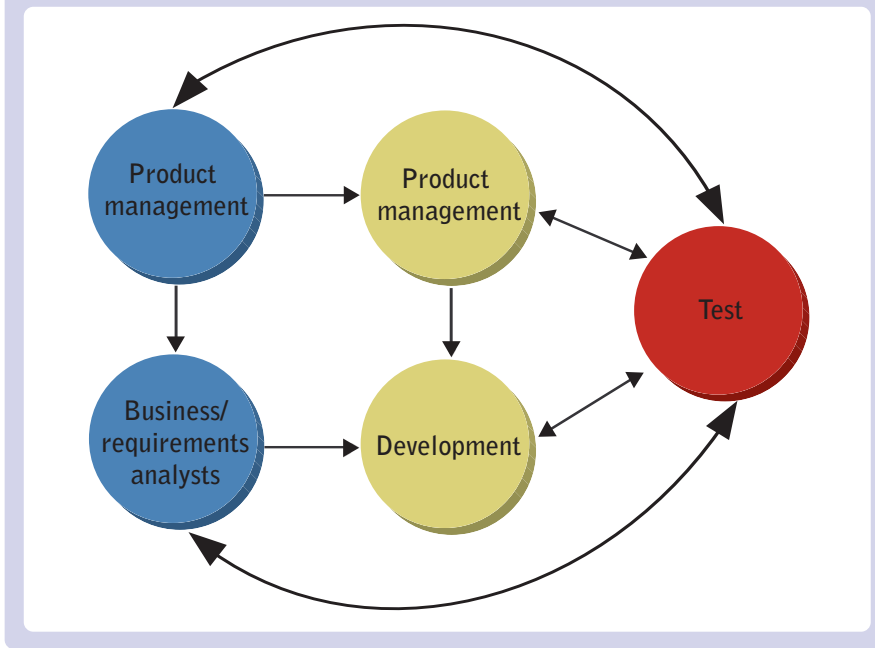 Product
management
Product
management
Test
Business/
requirements
analysts
Development